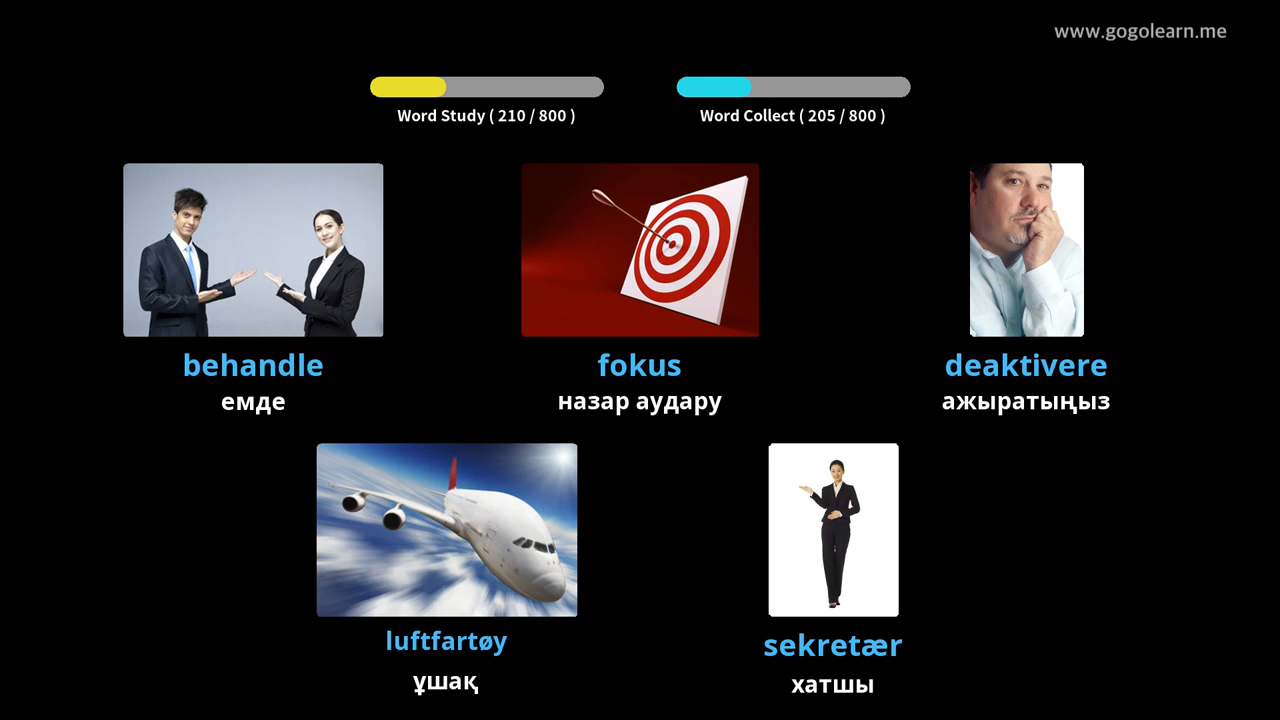 www.gogolearn.me
Word Study ( 210 / 800 )
Word Collect ( 205 / 800 )
behandle
емде
fokus
назар аудару
deaktivere
ажыратыңыз
luftfartøy
ұшақ
sekretær
хатшы